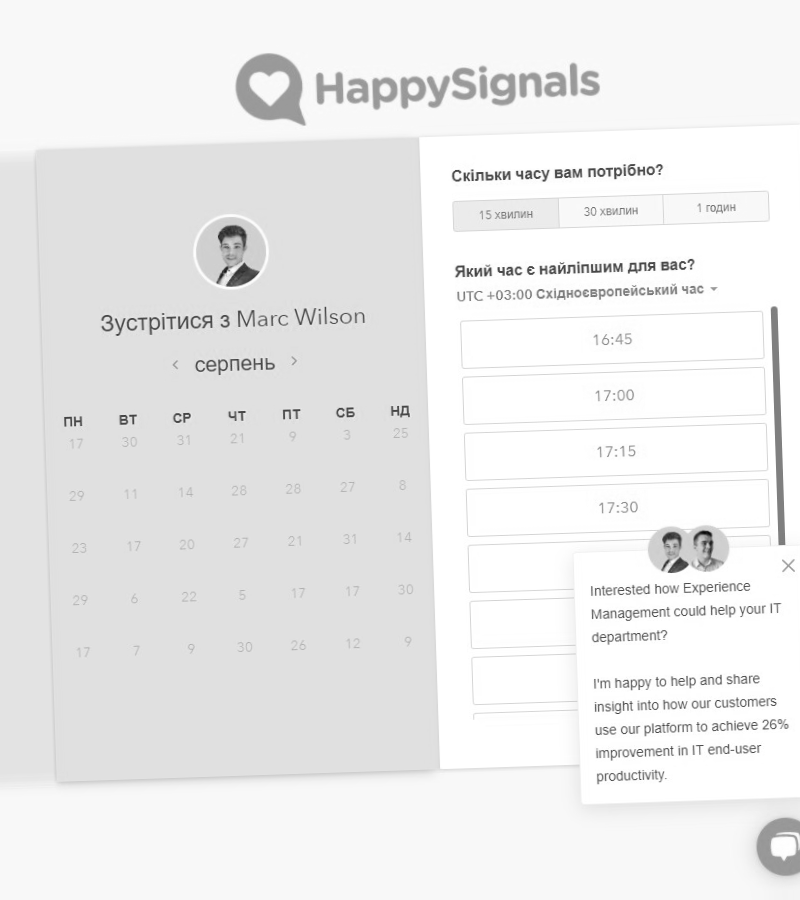 HappySignals
Зустрітися з Marc Wilson
серпень
ПН ВТ СР ЧТ ПТ СБ НД
17 30 31 21 9 3 25
29 11 14 28 28 27 8
23 17 20 27 21 31 14
29 6 22 5 17 17 30
17 7 9 30 26 12 9
Скільки часу вам потрібно?
15 хвилин 30 хвилин 1 годин
Який час є найліпшим для вас?
UTC +03:00 Східноєвропейський час
16:45
17:00
17:15
17:30
Interested how Experience
Management could help your IT
department?
I'm happy to help and share
insight into how our customers
use our platform to achieve 26%
improvement in IT end-user
productivity.